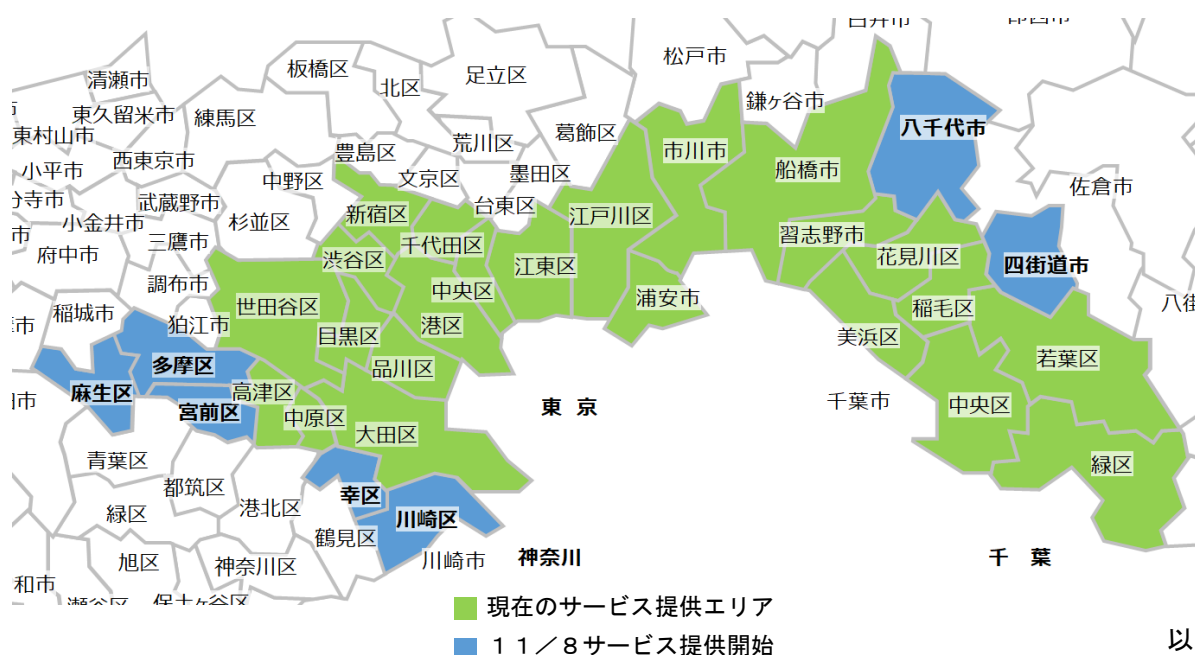 清瀬市
東久留米市
東村山市
小平市
西東京市
練馬区
板橋区
北区
足立区
松戸市
鎌ヶ谷市
荒川区
葛飾区
豊島区
文京区
墨田区
台東区
中野区
武蔵野市
小金井市
杉並区
府中市
三鷹市
調布市
稲城市
狛江市
新宿区
千代田区
渋谷区
中央区
江東区
江戸川区
市川市
船橋市
八千代市
佐倉市
習志野市
花見川区
四街道市
浦安市
世田谷区
目黒区
港区
品川区
稲毛区
美浜区
若葉区
多摩区
麻生区
宮前区
高津区
中原区
大田区
東 京
千葉市
中央区
緑区
青葉区
都筑区
緑区
港北区
幸区
川崎区
鶴見区
旭区
神奈川区
川崎市
神奈川
千 葉
和市
現在のサービス提供エリア
11/8サービス提供開始
以